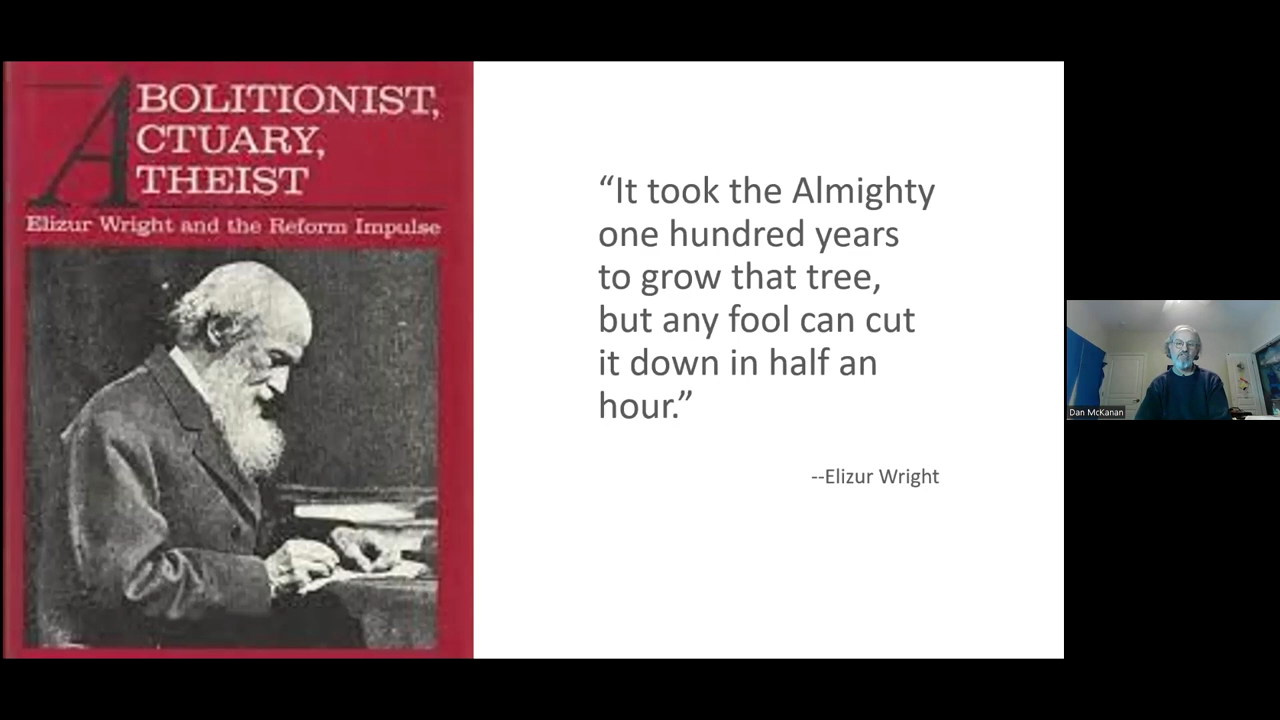 ABOLITIONIST,
ACTUARY,
ATHEIST
Elizur Wright and the Reform Impulse
“It took the Almighty
one hundred years
to grow that tree,
but any fool can cut
it down in half an
hour.”
--Elizur Wright
Dan McKanan